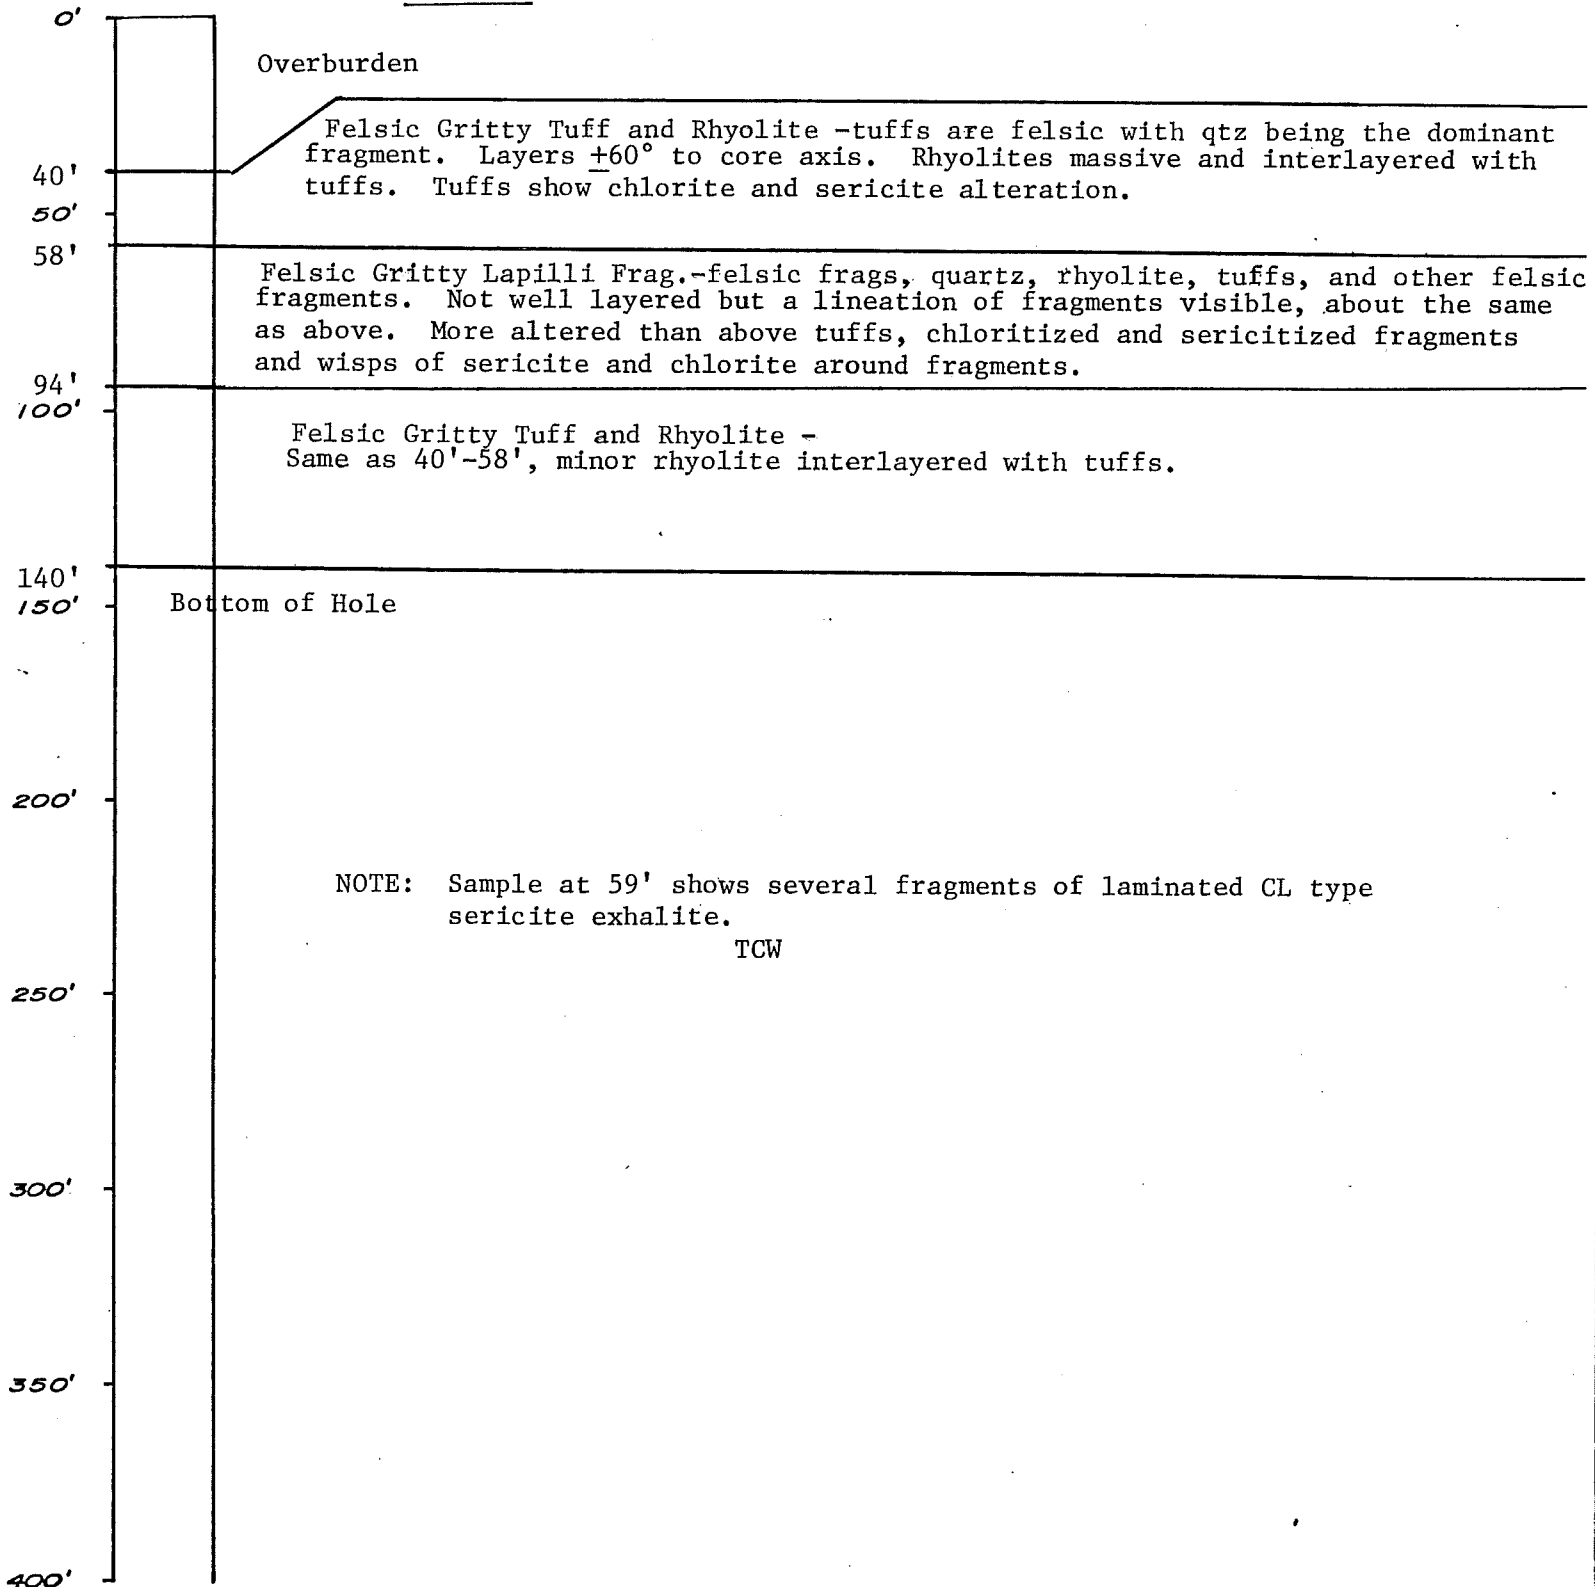 0'
Overburden
Felsic Gritty Tuff and Rhyolite -tuffs are felsic with qtz being the dominant
fragment. Layers ±60° to core axis. Rhyolites massive and interlayered with
40'
tuffs. Tuffs show chlorite and sericite alteration.
50'
58'
Felsic Gritty Lapilli Frag.-felsic frags, quartz, rhyolite, tuffs, and other felsic
fragments. Not well layered but a lineation of fragments visible, about the same
as above. More altered than above tuffs, chloritized and sericitized fragments
and wisps of sericite and chlorite around fragments.
94'
100'
Felsic Gritty Tuff and Rhyolite -
Same as 40'-58', minor rhyolite interlayered with tuffs.
140'
150'
Bottom of Hole
200'
NOTE: Sample at 59' shows several fragments of laminated CL type
sericite exhalite.
TCW
250'
300'
350'
400'